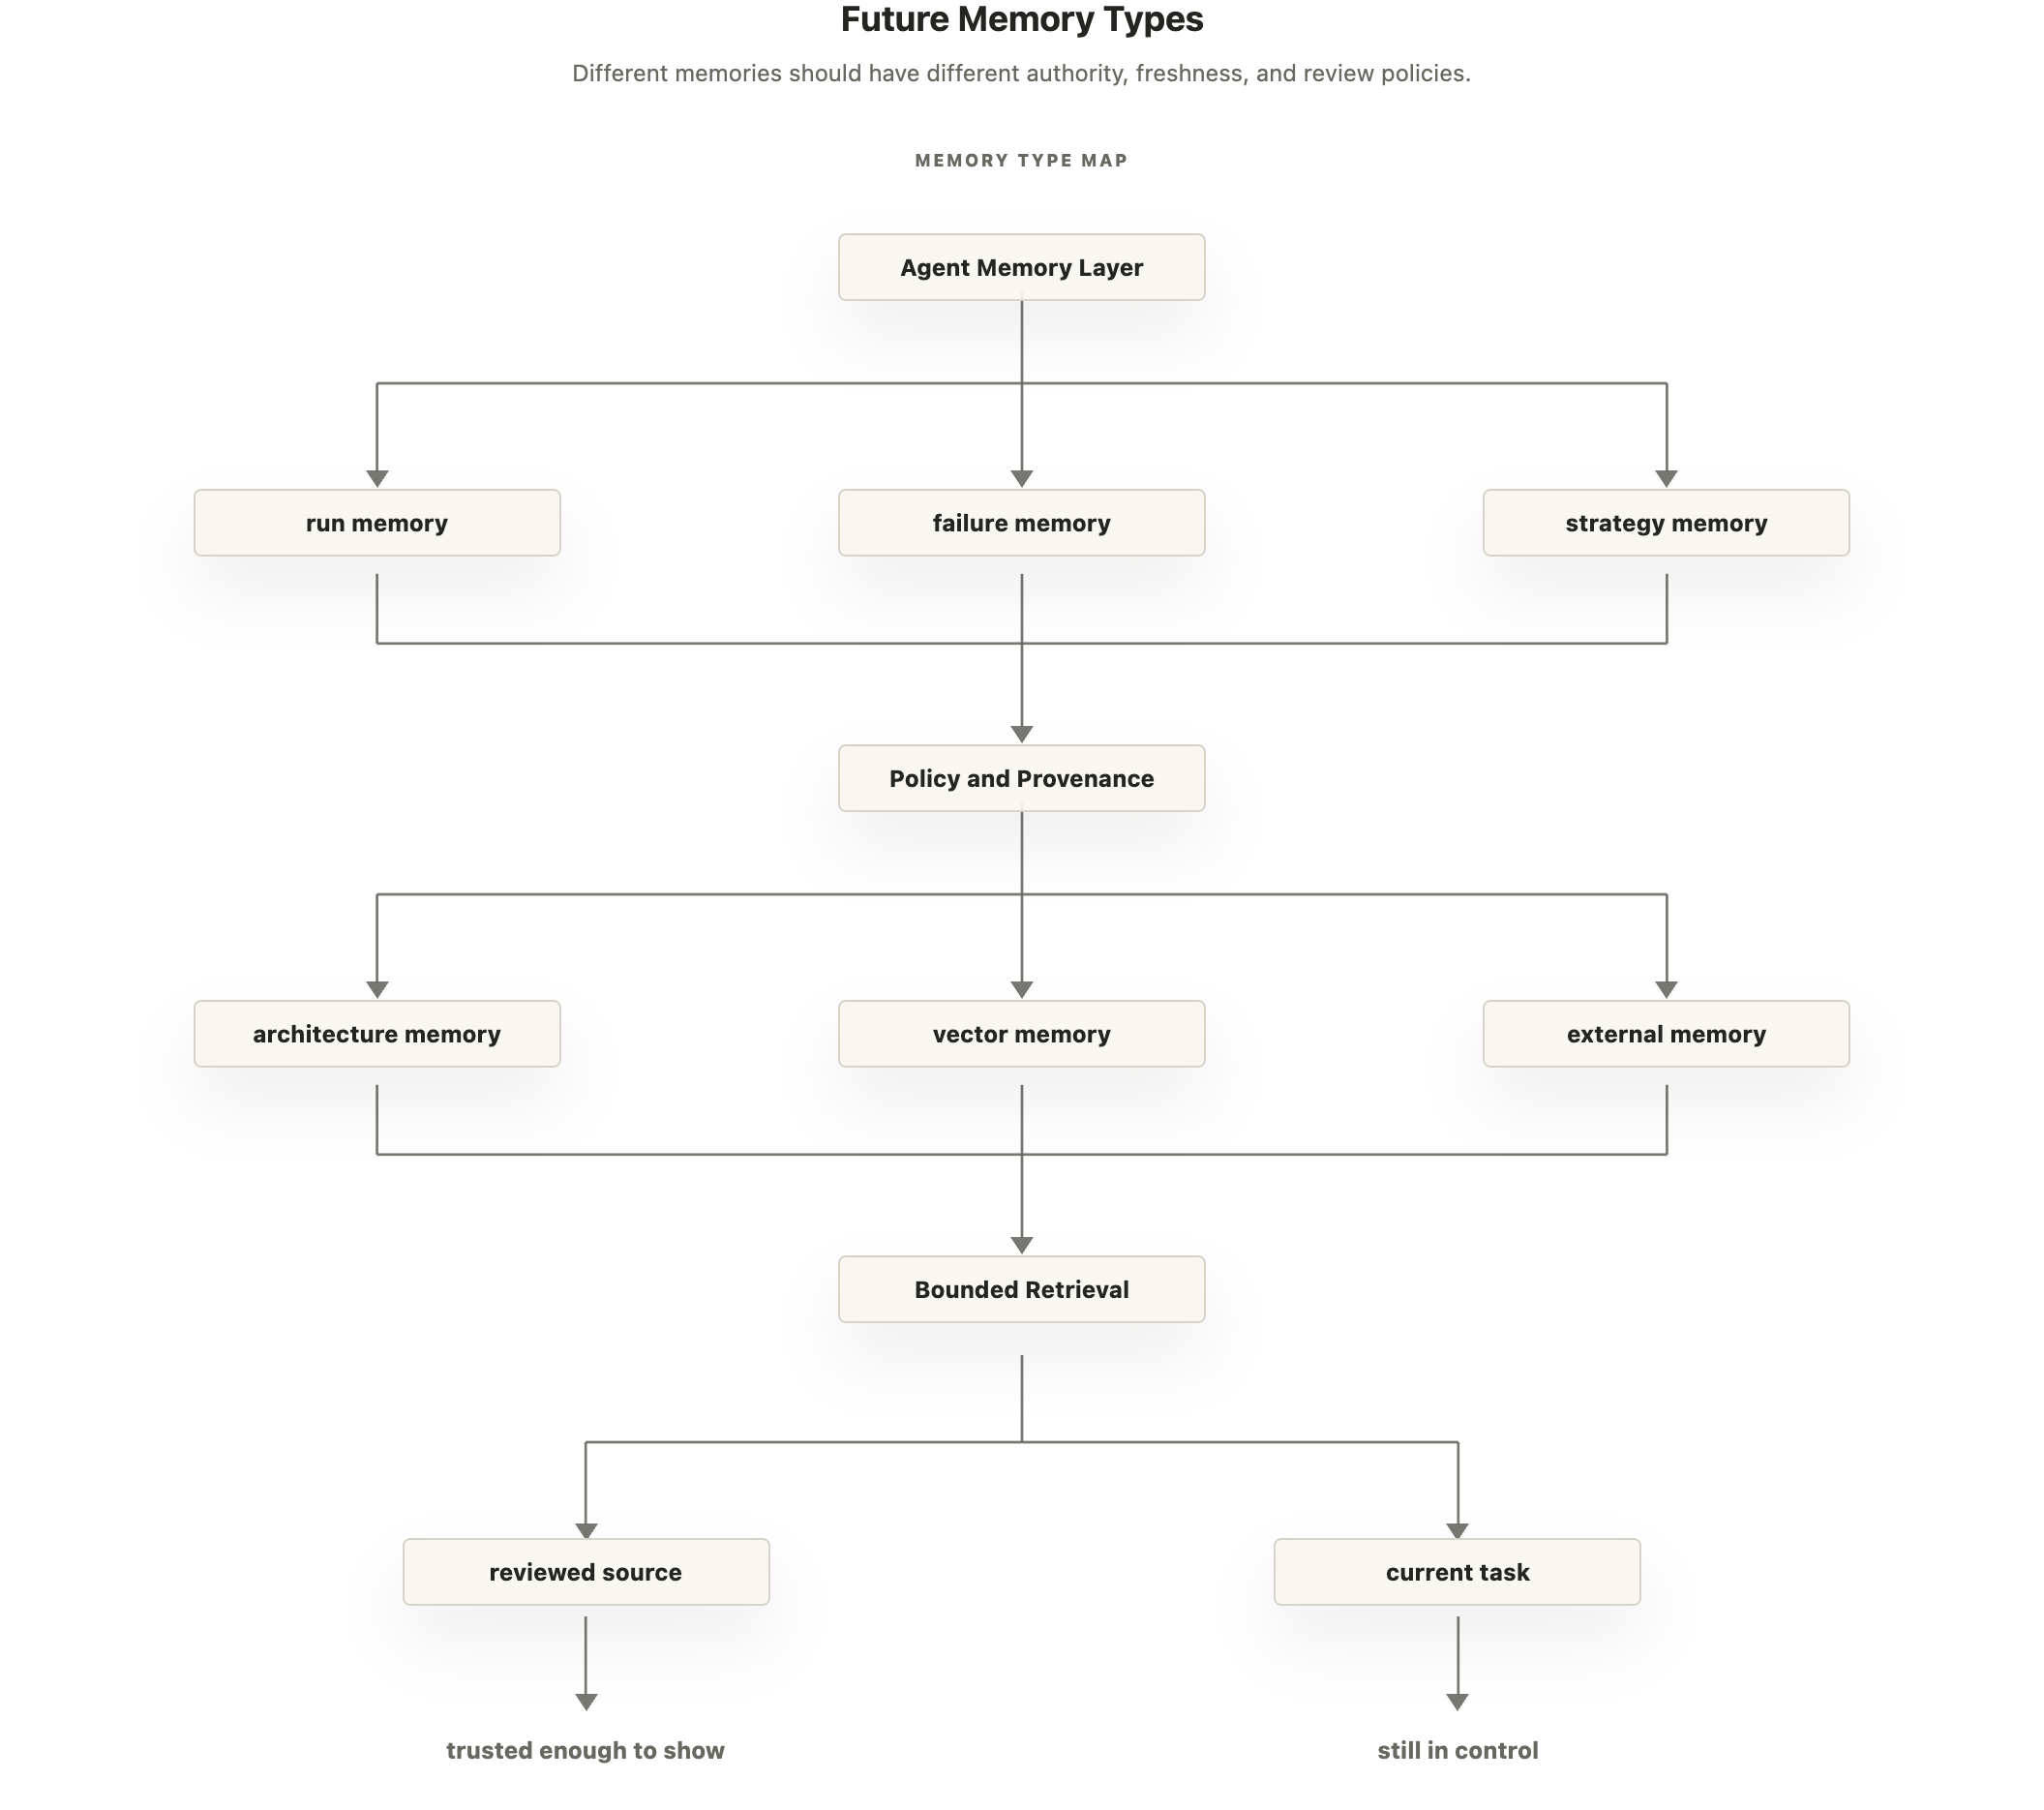 Future Memory Types
Different memories should have different authority, freshness, and review policies.
MEMORY TYPE MAP
Agent Memory Layer
run memory
failure memory
strategy memory
Policy and Provenance
architecture memory
vector memory
external memory
Bounded Retrieval
reviewed source
current task
trusted enough to show
still in control